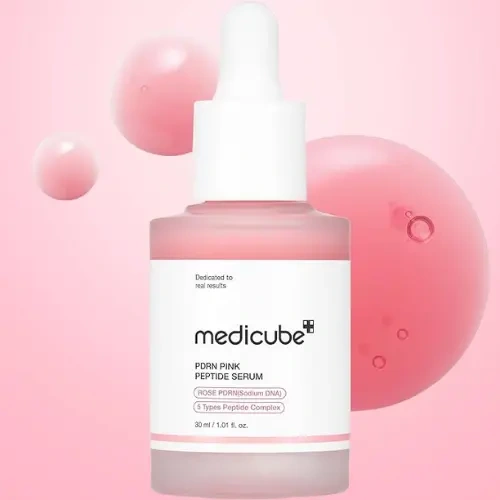 Dedicated to
real results
medicube
PDRN PINK
PEPTIDE SERUM
ROSE PDRN(Sodium DNA)
5 Types Peptide Complex
30 ml / 1.01 fl. oz.